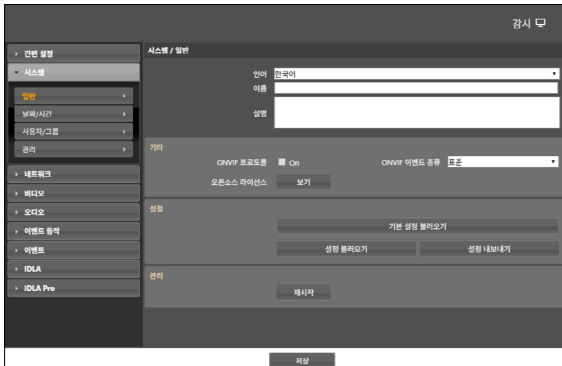 감시
간편 설정
시스템
일반
날짜/시간
사용자/그룹
관리
네트워크
비디오
오디오
이벤트 동작
이벤트
IDLA
IDLA Pro
시스템 / 일반
언어 한국어
이름
설명
기타
ONVIF 프로토콜 On ONVIF 이벤트 종류 표준
오픈소스 라이선스 보기
설정
기본 설정 불러오기
설정 불러오기 설정 내보내기
관리
재시작
저장